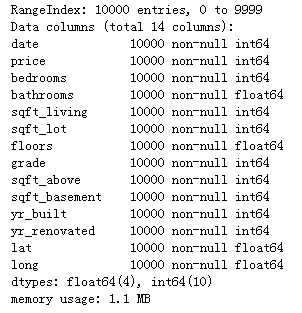 RangeIndex: 10000 entries, 0 to 9999
Data columns (total 14 columns):
date 10000 non-null int64
price 10000 non-null int64
bedrooms 10000 non-null int64
bathrooms 10000 non-null float64
sqft_living 10000 non-null int64
sqft_lot 10000 non-null int64
floors 10000 non-null float64
grade 10000 non-null int64
sqft_above 10000 non-null int64
sqft_basement 10000 non-null int64
yr_built 10000 non-null int64
yr_renovated 10000 non-null int64
lat 10000 non-null float64
long 10000 non-null float64
dtypes: float64(4), int64(10)
memory usage: 1.1 MB